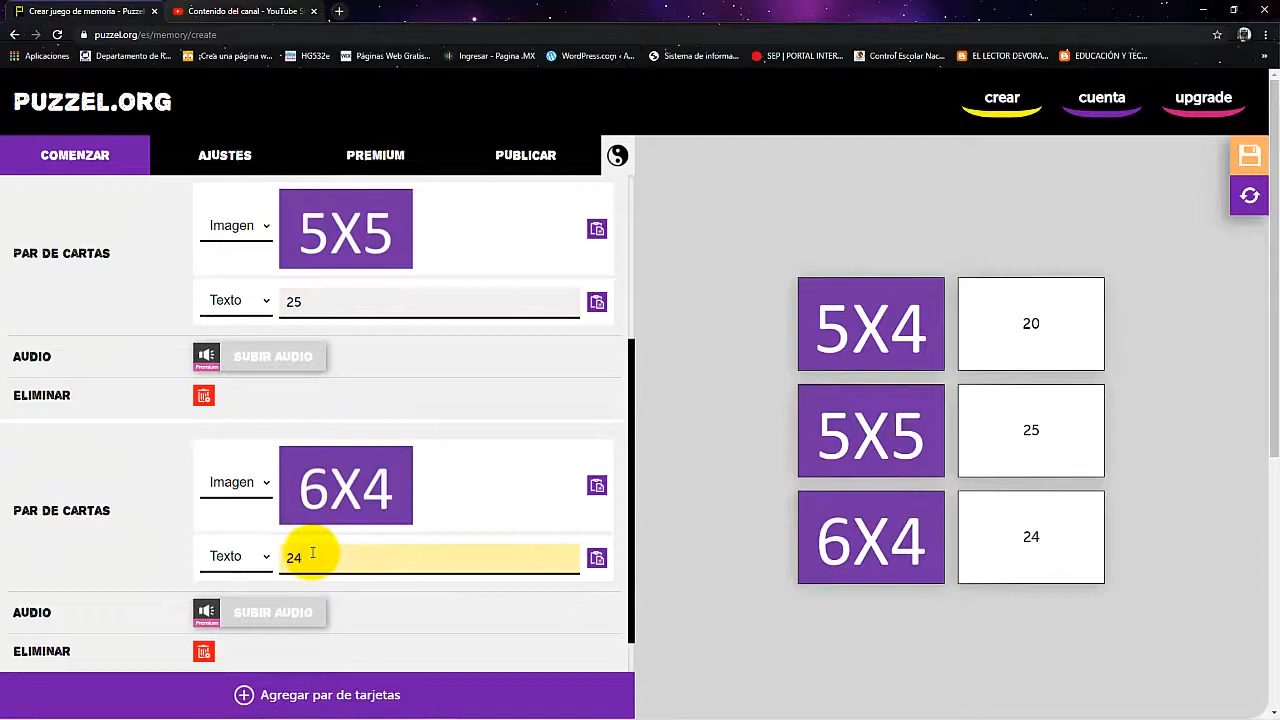 Crear juego de memoria - Puzzel
Contenido del canal - YouTube S
puzzel.org/es/memory/create
Aplicaciones
Departamento de R...
¡Crea una página w...
HG532e
Páginas Web Gratis...
Ingresar - Pagina .MX
WordPress.com « A...
Sistema de informa...
SEP | PORTAL INTER...
Control Escolar Nac...
EL LECTOR DEVORA...
EDUCACIÓN Y TEC...
PUZZEL.ORG
crear
cuenta
upgrade
COMENZAR
AJUSTES
PREMIUM
PUBLICAR
PAR DE CARTAS
Imagen
5X5
Texto
25
AUDIO
Premium
SUBIR AUDIO
ELIMINAR
PAR DE CARTAS
Imagen
6X4
Texto
24
AUDIO
Premium
SUBIR AUDIO
ELIMINAR
Agregar par de tarjetas
5X4
20
5X5
25
6X4
24